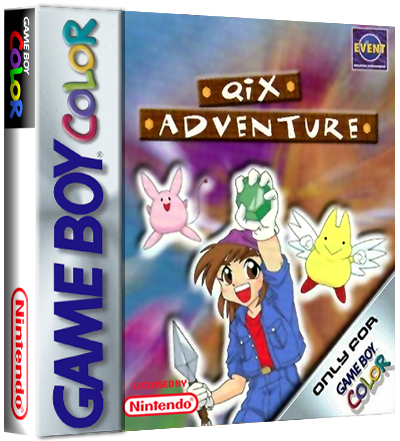 GAME BOY
COLOR
Nintendo
GAME BOY
COLOR
EVENT
QiX
ADVENTURE
LICENSED BY
Nintendo
ONLY FOR
GAME BOY
COLOR